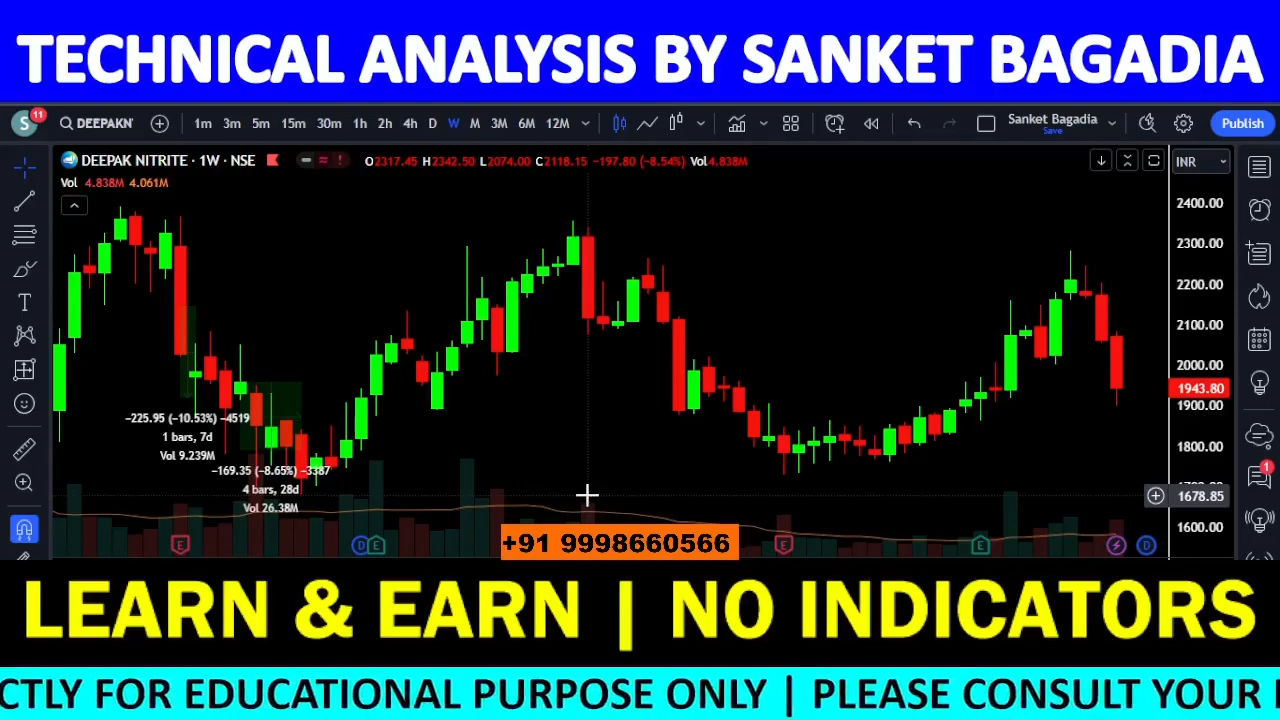 TECHNICAL ANALYSIS BY SANKET BAGADIA
S 11 DEEPAKN 1m 3m 5m 15m 30m 1h 2h 4h D W M 3M 6M 12M Sanket Bagadia Save Publish
DEEPAK NITRITE · 1W · NSE O2317.45 H2342.50 L2074.00 C2118.15 −197.80 (−8.54%) Vol4.838M INR
Vol 4.838M 4.061M
2400.00
2300.00
2200.00
2100.00
2000.00
1943.80
1900.00
−225.95 (−10.53%) −4519
1 bars, 7d
1800.00
Vol 9.239M
−169.35 (−8.65%) −3387
1
4 bars, 28d
1678.85
Vol 26.38M
1600.00
E D E E E D
+91 9998660566
LEARN & EARN | NO INDICATORS
CTLY FOR EDUCATIONAL PURPOSE ONLY | PLEASE CONSULT YOUR